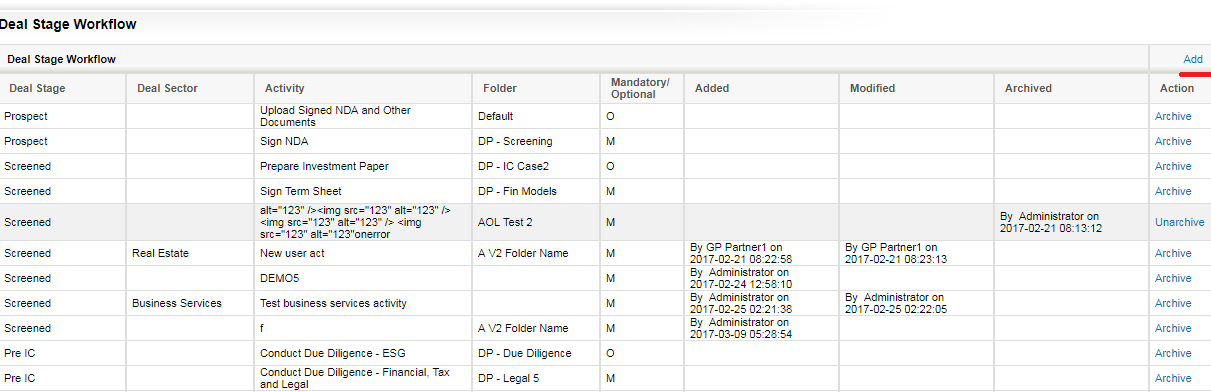 Deal Stage Workflow
Deal Stage Workflow Add
Deal Stage Deal Sector Activity Folder Mandatory/ Optional Added Modified Archived Action
Prospect Upload Signed NDA and Other Documents Default O Archive
Prospect Sign NDA DP - Screening M Archive
Screened Prepare Investment Paper DP - IC Case2 O Archive
Screened Sign Term Sheet DP - Fin Models M Archive
Screened alt="123" /><img src="123" alt="123" /> <img src="123" alt="123" /> <img src="123" alt="123"onerror AOL Test 2 M By Administrator on 2017-02-21 08:13:12 Unarchive
Screened Real Estate New user act A V2 Folder Name M By GP Partner1 on 2017-02-21 08:22:58 By GP Partner1 on 2017-02-21 08:23:13 Archive
Screened DEMO5 M By Administrator on 2017-02-24 12:58:10 Archive
Screened Business Services Test business services activity M By Administrator on 2017-02-25 02:21:38 By Administrator on 2017-02-25 02:22:05 Archive
Screened f A V2 Folder Name M By Administrator on 2017-03-09 05:28:54 Archive
Pre IC Conduct Due Diligence - ESG DP - Due Diligence O Archive
Pre IC Conduct Due Diligence - Financial, Tax and Legal DP - Legal 5 M Archive